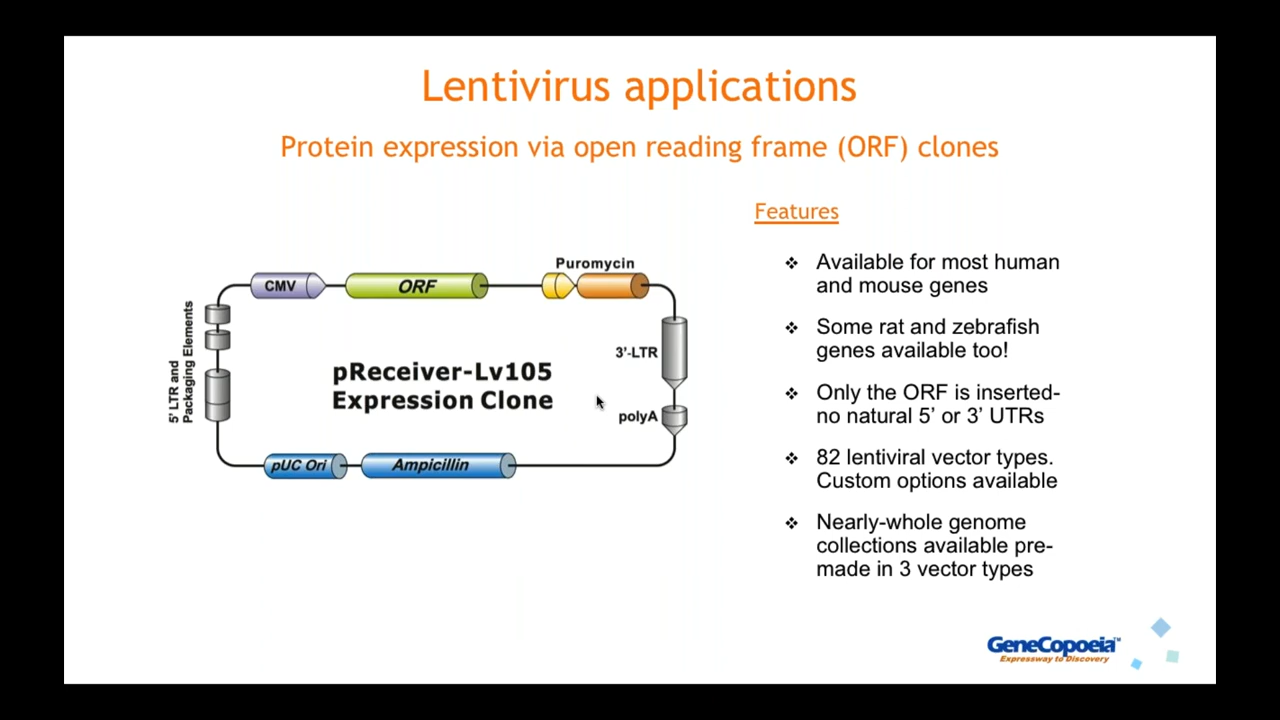 Lentivirus applications
Protein expression via open reading frame (ORF) clones
Features
❖ Available for most human
and mouse genes
❖ Some rat and zebrafish
genes available too!
❖ Only the ORF is inserted-
no natural 5’ or 3’ UTRs
❖ 82 lentiviral vector types.
Custom options available
❖ Nearly-whole genome
collections available pre-
made in 3 vector types
Puromycin
CMV
ORF
5' LTR and
Packaging Elements
3'-LTR
pReceiver-Lv105
Expression Clone
polyA
pUC Ori
Ampicillin
GeneCopoeia™
Expressway to Discovery